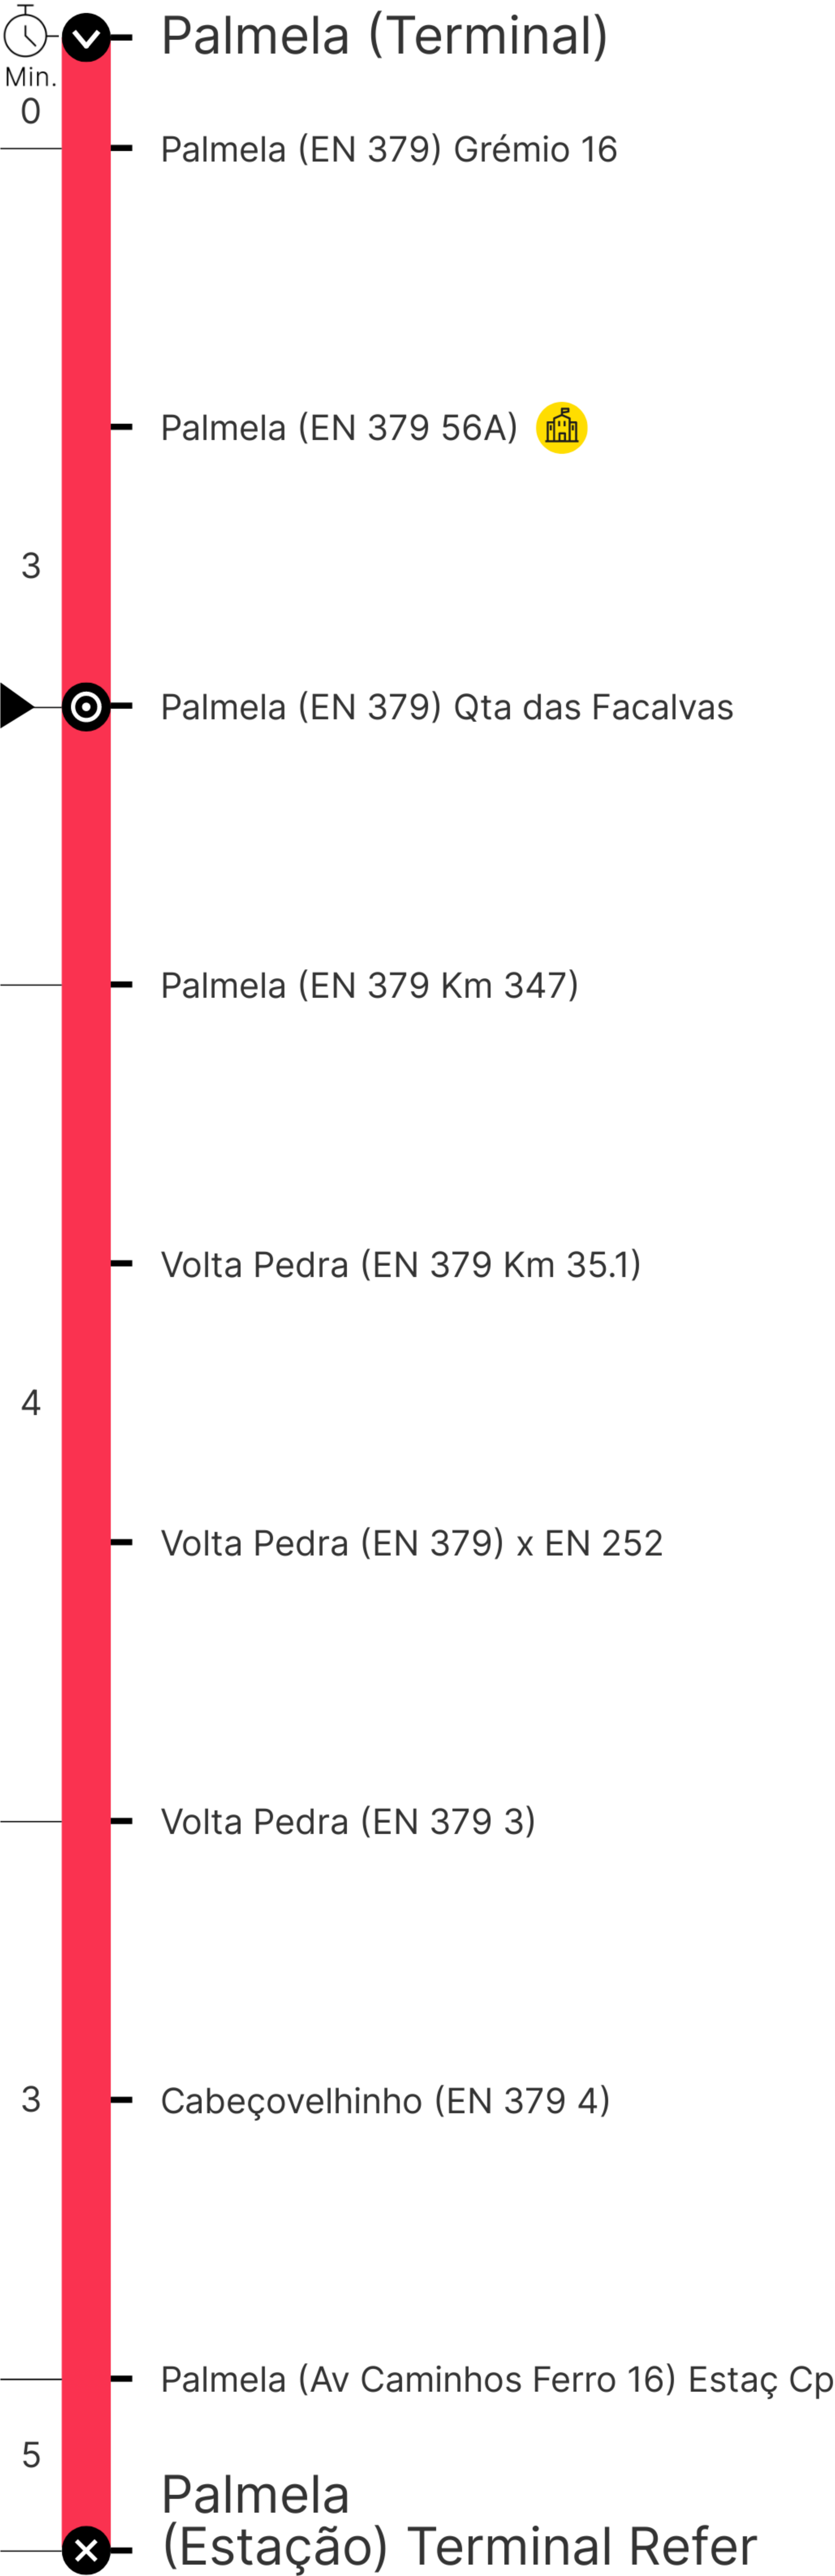 Palmela (Terminal)
Min.
0
Palmela (EN 379) Grémio 16
Palmela (EN 379 56A)
3
Palmela (EN 379) Qta das Facalvas
Palmela (EN 379 Km 347)
Volta Pedra (EN 379 Km 35.1)
4
Volta Pedra (EN 379) x EN 252
Volta Pedra (EN 379 3)
3
Cabeçovelhinho (EN 379 4)
Palmela (Av Caminhos Ferro 16) Estaç Cp
5
Palmela
(Estação) Terminal Refer